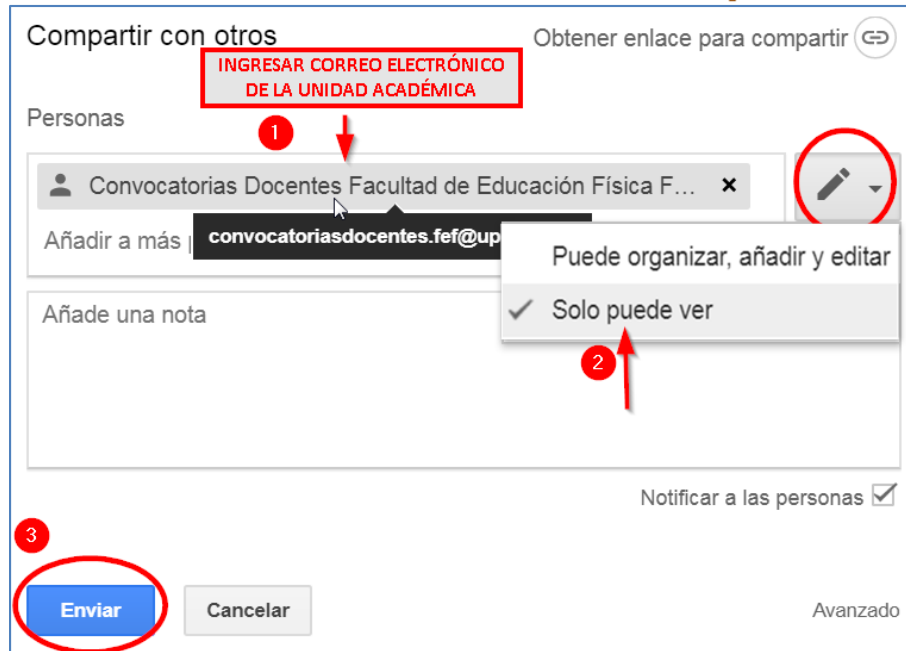 Compartir con otros
Obtener enlace para compartir
INGRESAR CORREO ELECTRÓNICO
DE LA UNIDAD ACADÉMICA
Personas
1
Convocatorias Docentes Facultad de Educación Física F...
convocatoriasdocentes.fef@up
Añadir a más
Puede organizar, añadir y editar
Solo puede ver
Añade una nota
2
Notificar a las personas
3
Enviar
Cancelar
Avanzado